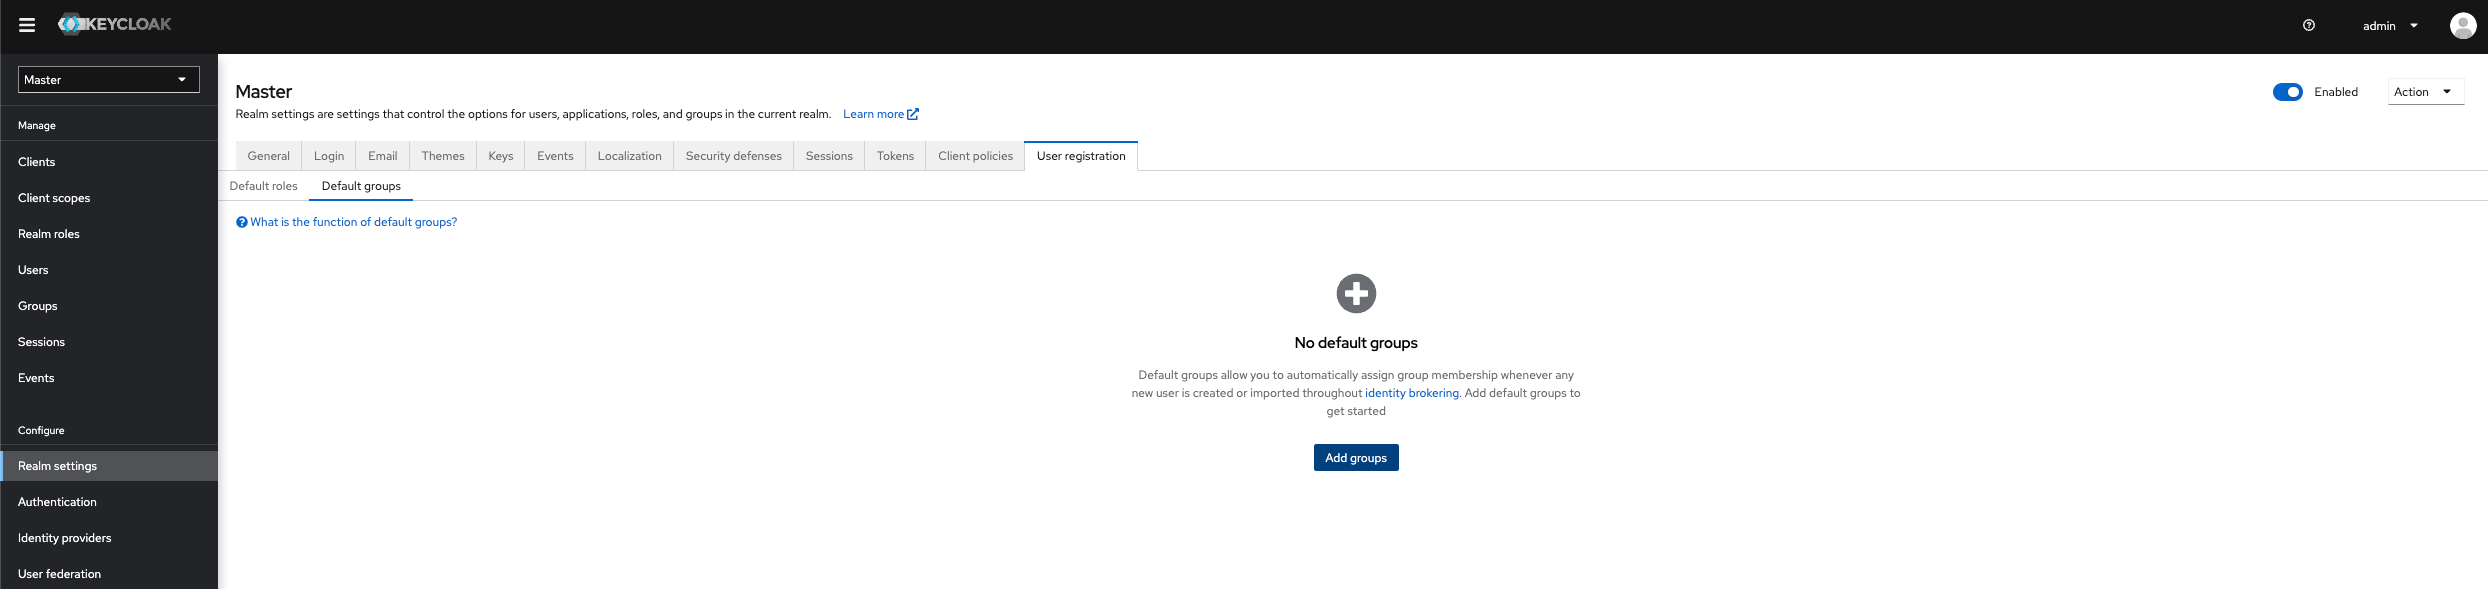 KEYCLOAK
admin
Master
Manage
Clients
Client scopes
Realm roles
Users
Groups
Sessions
Events
Configure
Realm settings
Authentication
Identity providers
User federation
Master
Enabled
Action
Realm settings are settings that control the options for users, applications, roles, and groups in the current realm. Learn more
General Login Email Themes Keys Events Localization Security defenses Sessions Tokens Client policies User registration
Default roles Default groups
What is the function of default groups?
No default groups
Default groups allow you to automatically assign group membership whenever any
new user is created or imported throughout identity brokering. Add default groups to
get started
Add groups